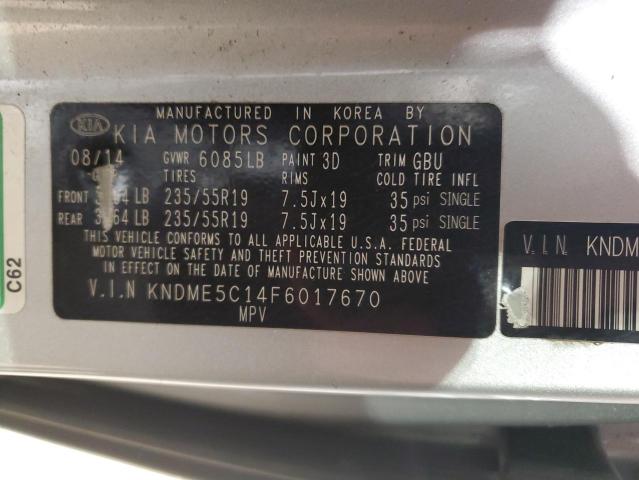 MANUFACTURED IN KOREA BY
KIA KIA MOTORS CORPORATION
08/14 GVWR 6085LB PAINT 3D TRIM GBU
TIRES RIMS COLD TIRE INFL
FRONT LB 235/55R19 7.5Jx19 35 psi SINGLE
REAR LB 235/55R19 7.5Jx19 35 psi SINGLE
THIS VEHICLE CONFORMS TO ALL APPLICABLE U.S.A. FEDERAL
MOTOR VEHICLE SAFETY AND THEFT PREVENTION STANDARDS
IN EFFECT ON THE DATE OF MANUFACTURE SHOWN ABOVE
V.I.N KNDME5C14F6017670
MPV
C62
V.I.N. KNDM